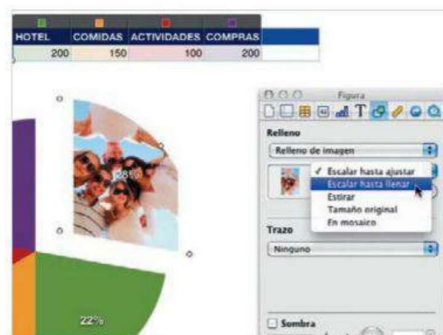 HOTEL COMIDAS ACTIVIDADES COMPRAS
200 150 100 200
22%
Figura
Relleno
Relleno de imagen
✓ Escalar hasta ajustar
Escalar hasta llenar
Estirar
Tamaño original
En mosaico
Trazo
Ninguno
Sombra